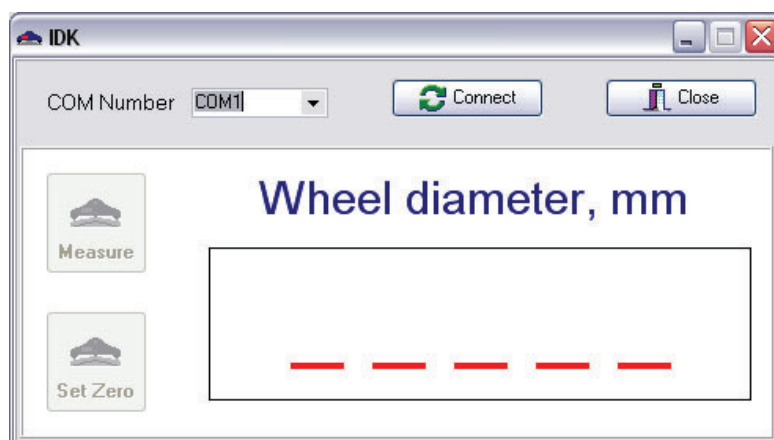 IDK
COM Number COM1 Connect Close
Wheel diameter, mm
Measure
_ _ _ _ _
Set Zero